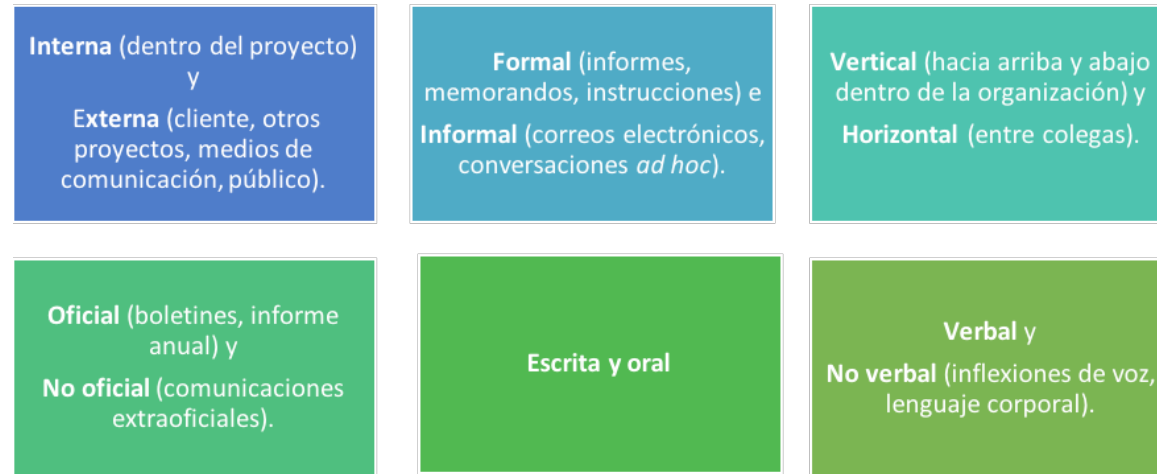 Interna (dentro del proyecto)
y
Externa (cliente, otros
proyectos, medios de
comunicación, público).
Formal (informes,
memorandos, instrucciones) e
Informal (correos electrónicos,
conversaciones ad hoc).
Vertical (hacia arriba y abajo
dentro de la organización) y
Horizontal (entre colegas).
Oficial (boletines, informe
anual) y
No oficial (comunicaciones
extraoficiales).
Escrita y oral
Verbal y
No verbal (inflexiones de voz,
lenguaje corporal).